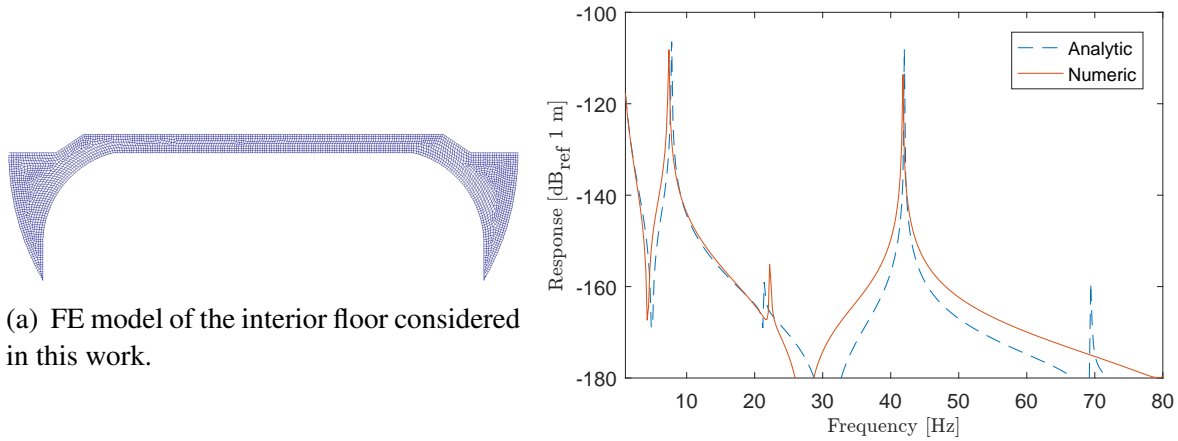 (a) FE model of the interior floor considered
in this work.
Response [dB_ref 1 m]
-100
-120
-140
-160
-180
10 20 30 40 50 60 70 80
Frequency [Hz]
Analytic
Numeric